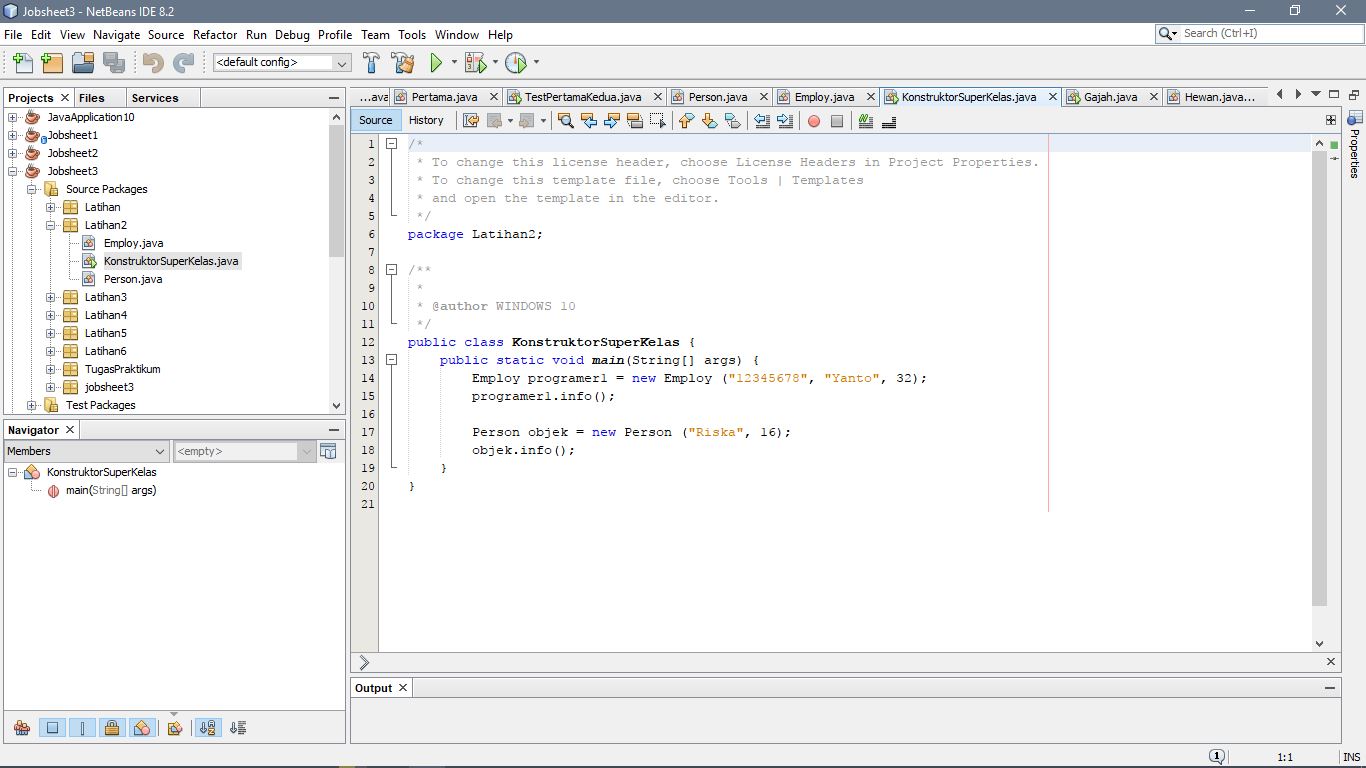 Jobsheet3 - NetBeans IDE 8.2
File Edit View Navigate Source Refactor Run Debug Profile Team Tools Window Help
Search (Ctrl+I)
<default config>
Projects Files Services
JavaApplication10
Jobsheet1
Jobsheet2
Jobsheet3
Source Packages
Latihan
Latihan2
Employ.java
KonstruktorSuperKelas.java
Person.java
Latihan3
Latihan4
Latihan5
Latihan6
TugasPraktikum
jobsheet3
Test Packages
Navigator
Members <empty>
KonstruktorSuperKelas
main(String[] args)
...ava Pertama.java TestPertamaKedua.java Person.java Employ.java KonstruktorSuperKelas.java Gajah.java Hewan.java...
Source History
1 /*
2 * To change this license header, choose License Headers in Project Properties.
3 * To change this template file, choose Tools | Templates
4 * and open the template in the editor.
5 */
6 package Latihan2;
7
8 /**
9 *
10 * @author WINDOWS 10
11 */
12 public class KonstruktorSuperKelas {
13 public static void main(String[] args) {
14 Employ programer1 = new Employ ("12345678", "Yanto", 32);
15 programer1.info();
16
17 Person objek = new Person ("Riska", 16);
18 objek.info();
19 }
20 }
21
Properties
Output
1
1:1
INS